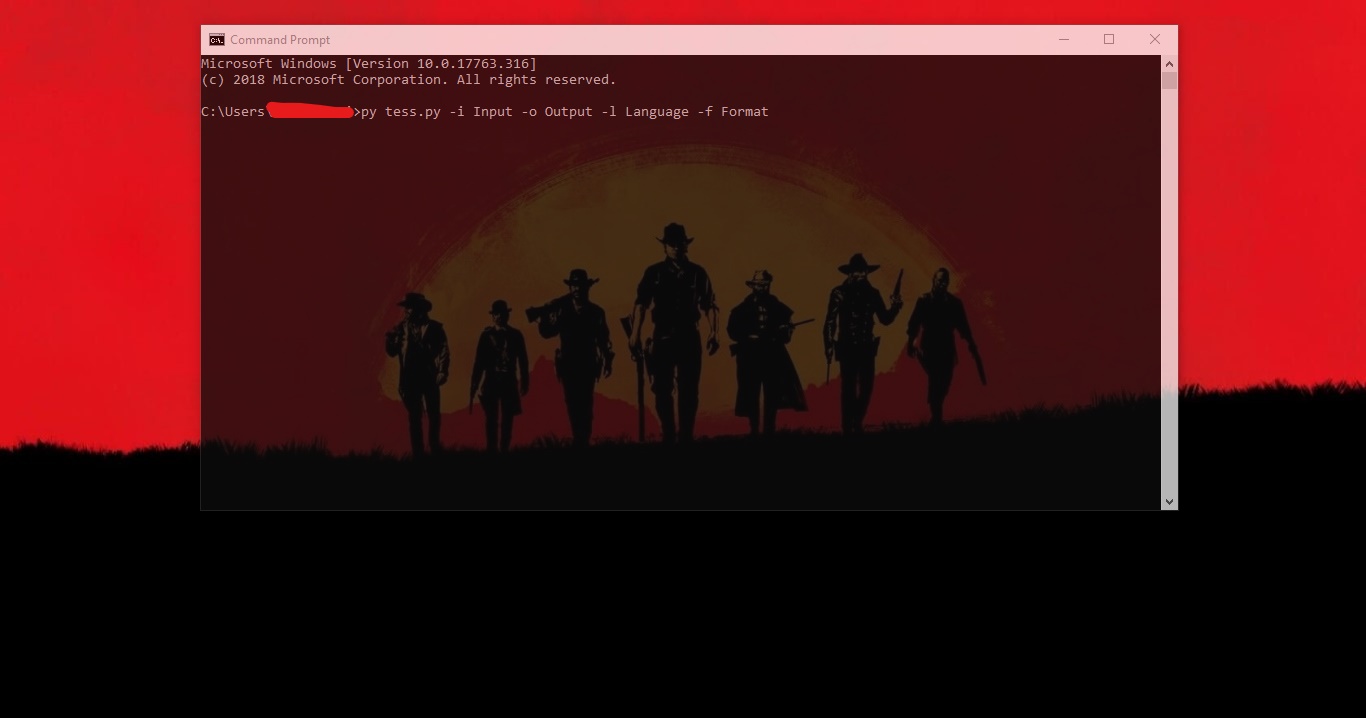 Command Prompt
Microsoft Windows [Version 10.0.17763.316]
(c) 2018 Microsoft Corporation. All rights reserved.
C:\Users\ >py tess.py -i Input -o Output -l Language -f Format